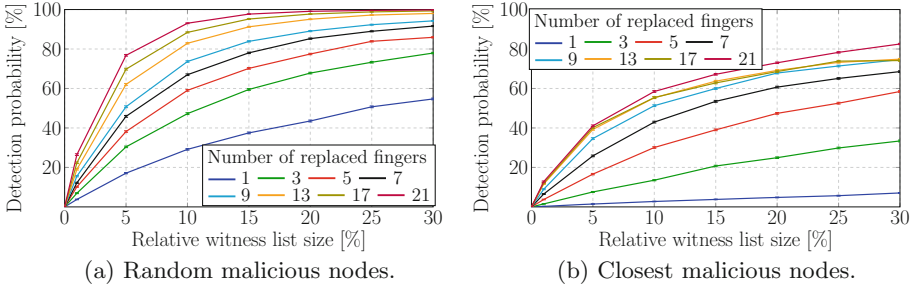 100
80
60
40
20
0
1
5
10
15
20
25
30
Detection probability [%]
Relative witness list size [%]
Number of replaced fingers
1 3 5 7
9 13 17 21
(a) Random malicious nodes.
100
80
60
40
20
0
1
5
10
15
20
25
30
Detection probability [%]
Relative witness list size [%]
Number of replaced fingers
1 3 5 7
9 13 17 21
(b) Closest malicious nodes.